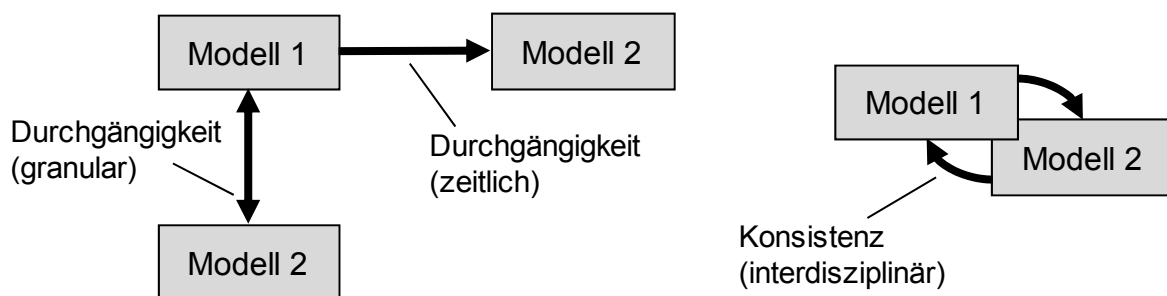 Modell 1
Modell 2
Durchgängigkeit
(granular)
Durchgängigkeit
(zeitlich)
Modell 2
Modell 1
Modell 2
Konsistenz
(interdisziplinär)